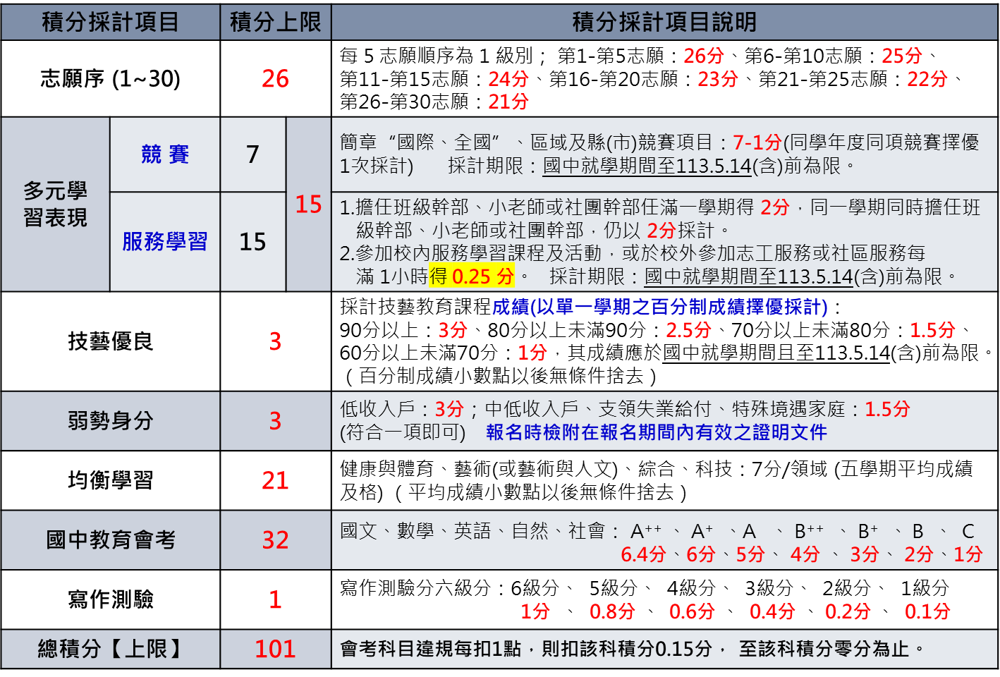 積分採計項目 積分上限 積分採計項目說明
志願序 (1~30) 26
每 5 志願順序為 1 級別； 第1-第5志願：26分、第6-第10志願：25分、
第11-第15志願：24分、第16-第20志願：23分、第21-第25志願：22分、
第26-第30志願：21分
多元學
習表現
競 賽 7 15
簡章“國際、全國”、區域及縣(市)競賽項目：7-1分(同學年度同項競賽擇優
1次採計) 採計期限：國中就學期間至113.5.14(含)前為限。
服務學習 15
1.擔任班級幹部、小老師或社團幹部任滿一學期得 2分，同一學期同時擔任班
級幹部、小老師或社團幹部，仍以 2分採計。
2.參加校內服務學習課程及活動，或於校外參加志工服務或社區服務每
滿 1小時得 0.25 分。 採計期限：國中就學期間至113.5.14(含)前為限。
技藝優良 3
採計技藝教育課程成績(以單一學期之百分制成績擇優採計)：
90分以上：3分、80分以上未滿90分：2.5分、70分以上未滿80分：1.5分、
60分以上未滿70分：1分，其成績應於國中就學期間且至113.5.14(含)前為限。
（百分制成績小數點以後無條件捨去）
弱勢身分 3
低收入戶：3分；中低收入戶、支領失業給付、特殊境遇家庭：1.5分
(符合一項即可) 報名時檢附在報名期間內有效之證明文件
均衡學習 21
健康與體育、藝術(或藝術與人文)、綜合、科技：7分/領域 (五學期平均成績
及格)（平均成績小數點以後無條件捨去）
國中教育會考 32
國文、數學、英語、自然、社會： A⁺⁺ 、 A⁺ 、A 、 B⁺⁺ 、 B⁺ 、 B 、 C
6.4分、6分、5分、 4分 、 3分、 2分、1分
寫作測驗 1
寫作測驗分六級分：6級分、 5級分、 4級分、 3級分、 2級分、 1級分
1分 、 0.8分 、 0.6分 、 0.4分 、0.2分 、 0.1分
總積分【上限】 101
會考科目違規每扣1點，則扣該科積分0.15分， 至該科積分零分為止。